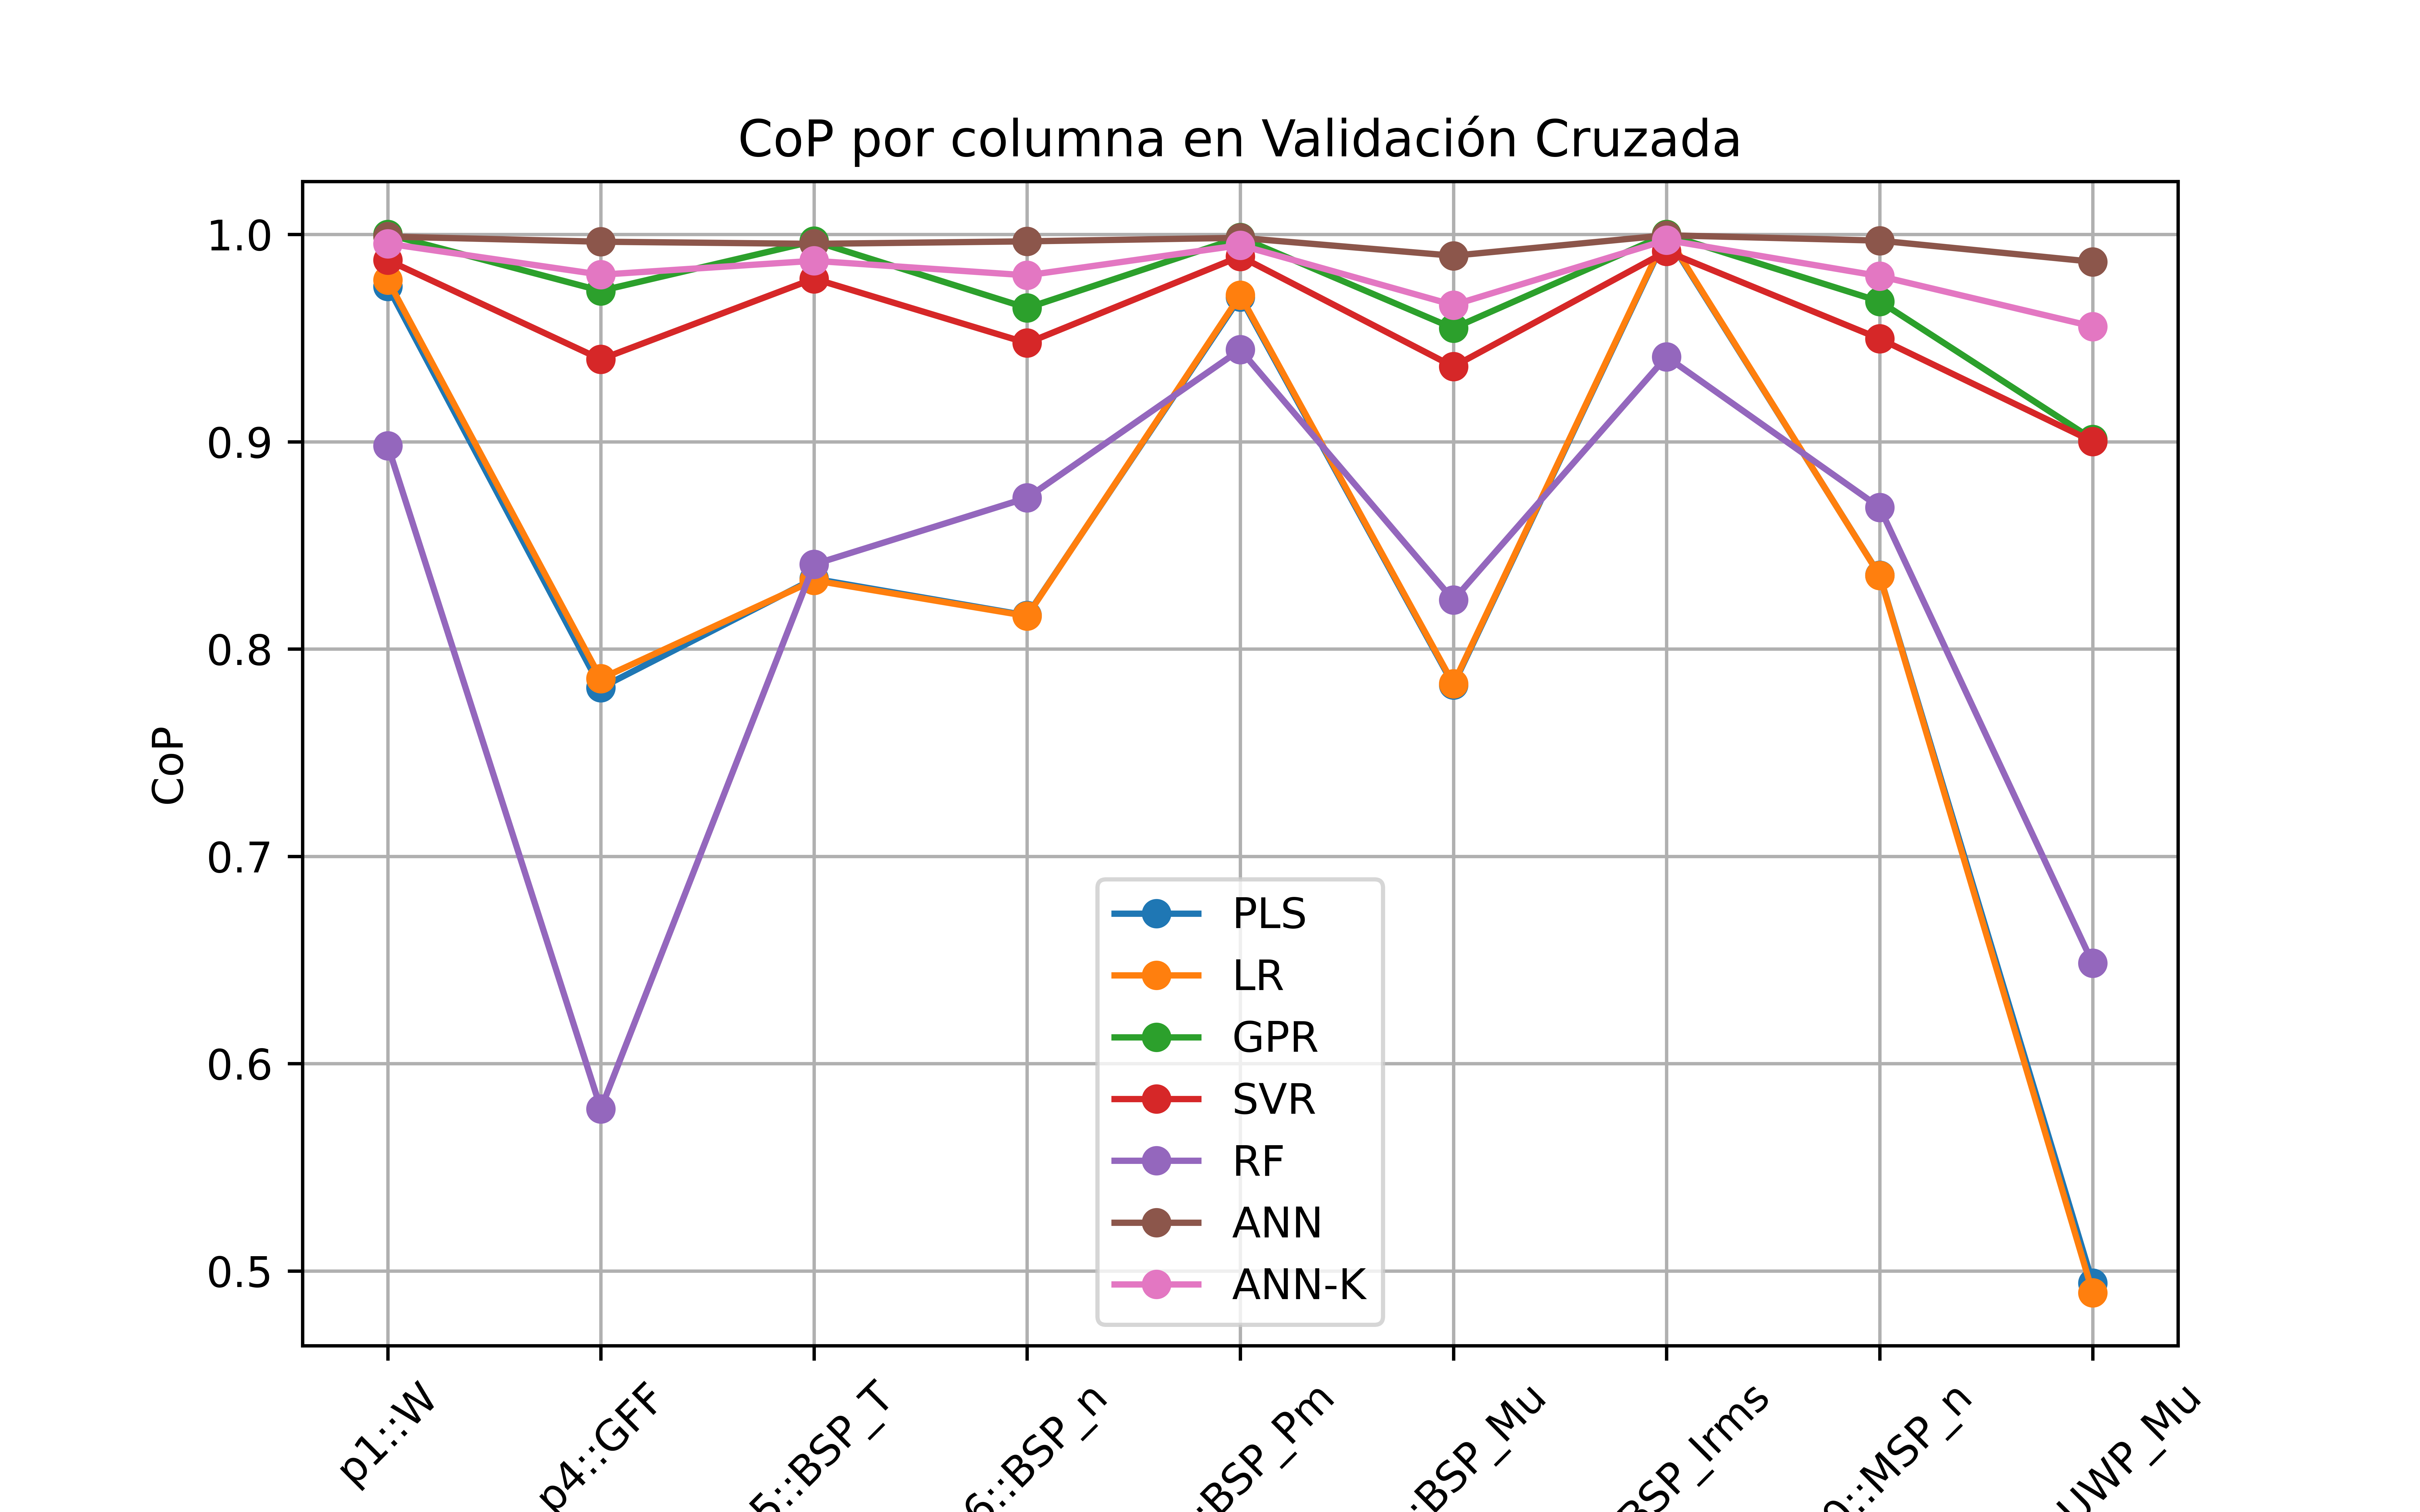 CoP por columna en Validación Cruzada
CoP
1.0
0.9
0.8
0.7
0.6
0.5
PLS
LR
GPR
SVR
RF
ANN
ANN-K
p1::W
p4::GFF
5::BSP_T
6::BSP_n
::BSP_Pm
::BSP_Mu
BSP_Irms
::MSP_n
UWP_Mu